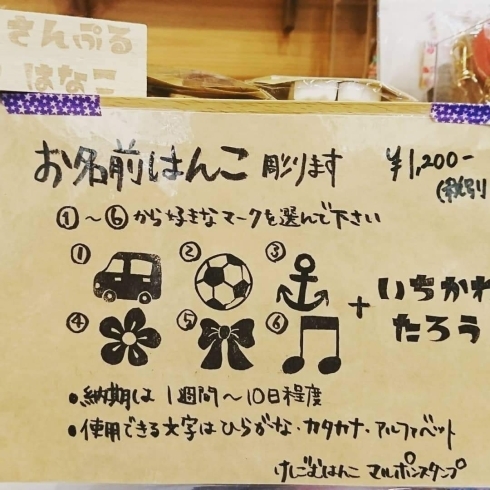 さんぷる
はなこ
お名前はんこ 彫ります ¥1,200-
(税別
①～⑥から好きなマークを選んで下さい
① ② ③
④ ⑤ ⑥
+ いちかわ
たろう
・納期は 1週間～10日程度
・使用できる文字はひらがな・カタカナ・アルファベット
けしごむはんこ マルポンスタンプ